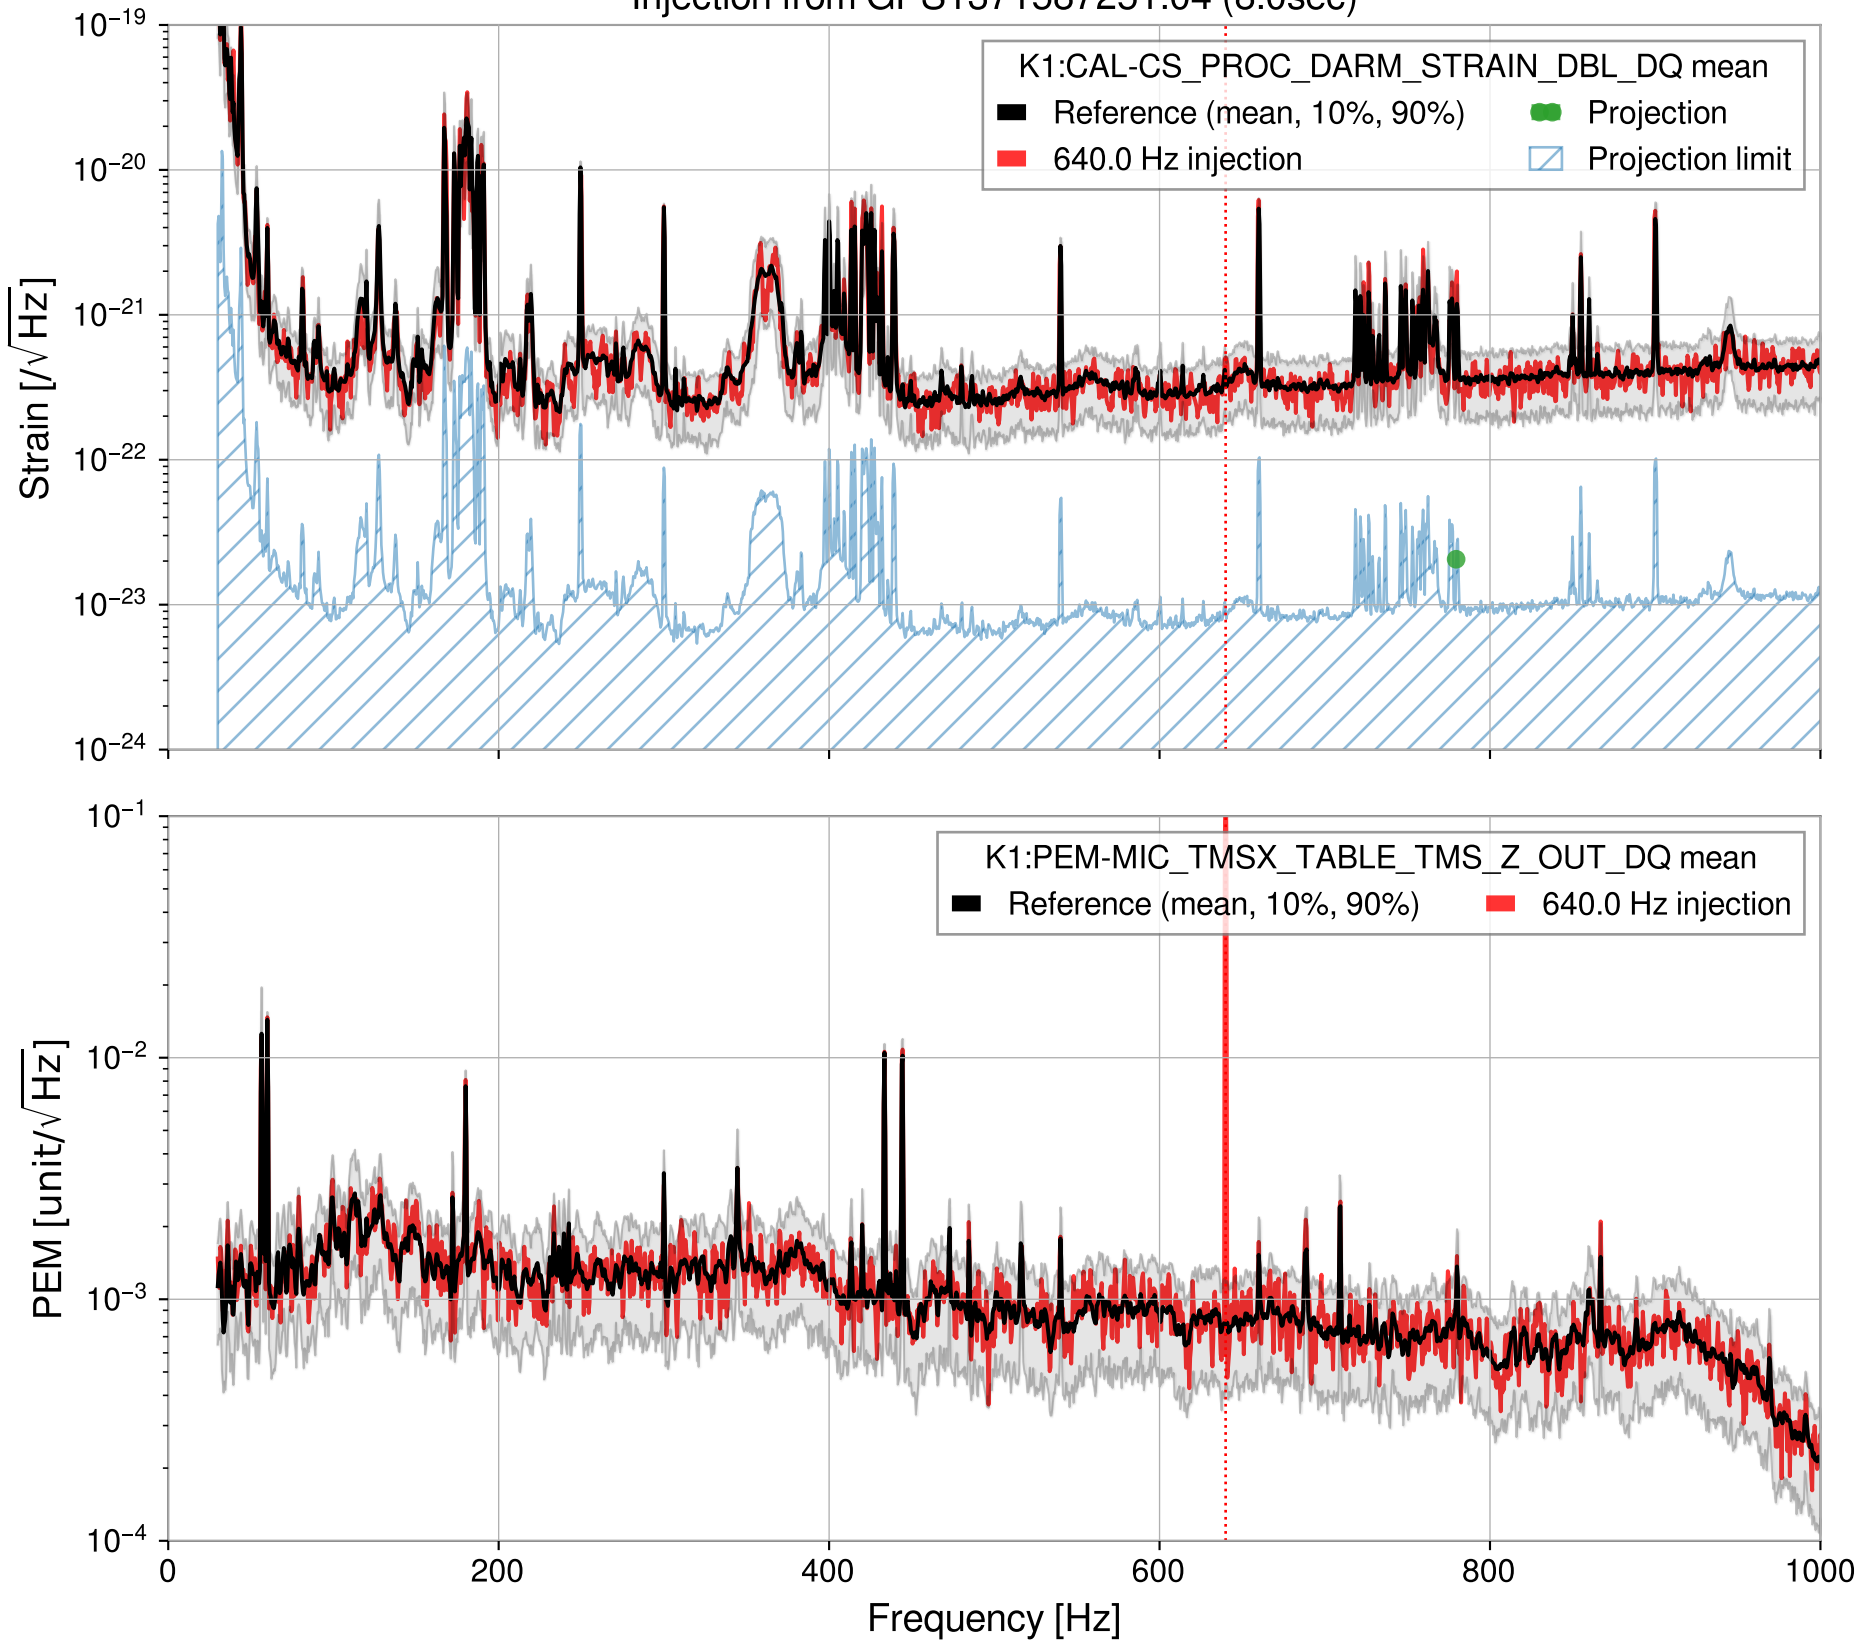 10⁻¹⁹
K1:CAL-CS_PROC_DARM_STRAIN_DBL_DQ mean
Reference (mean, 10%, 90%)
Projection
640.0 Hz injection
Projection limit
10⁻²⁰
10⁻²¹
10⁻²²
10⁻²³
10⁻²⁴
Strain [/√Hz]
10⁻¹
K1:PEM-MIC_TMSX_TABLE_TMS_Z_OUT_DQ mean
Reference (mean, 10%, 90%)
640.0 Hz injection
10⁻²
10⁻³
10⁻⁴
PEM [unit/√Hz]
0 200 400 600 800 1000
Frequency [Hz]